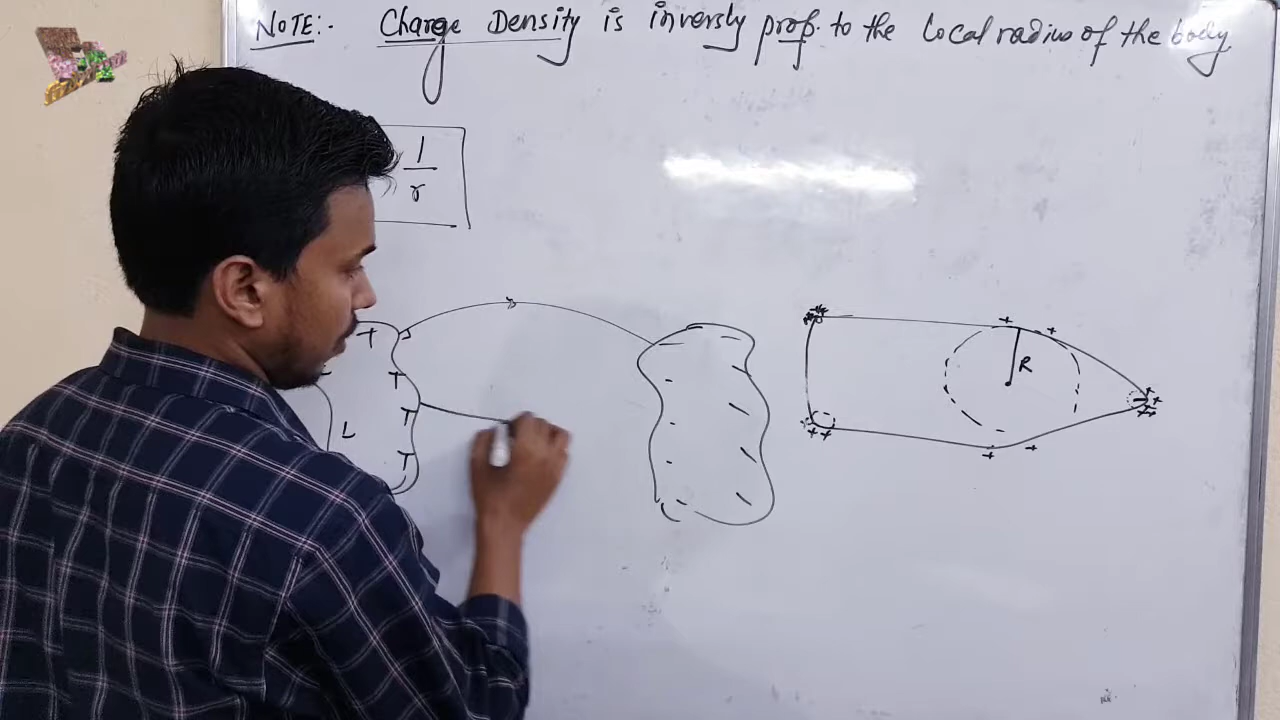 NOTE:- Charge Density is inversly prop. to the Local radius of the body
1
r
L
R